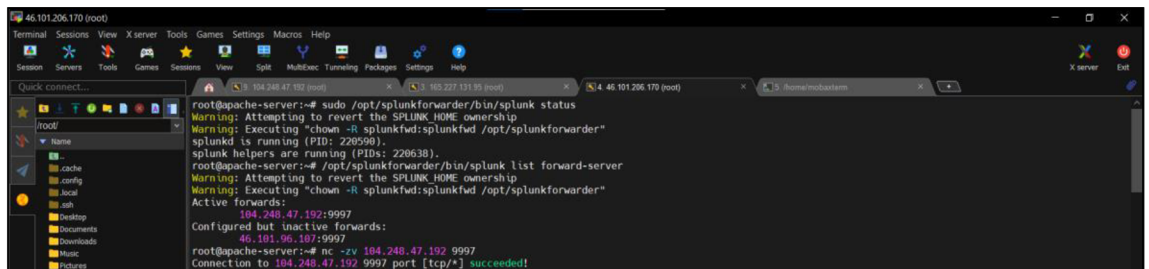 46.101.206.170 (root)
Terminal Sessions View X server Tools Games Settings Macros Help
Session Servers Tools Games Sessions View Split MultiExec Tunneling Packages Settings Help X server Exit
Quick connect...
9. 104.248.47.192 (root)
3. 165.227.131.95 (root)
4. 46.101.206.170 (root)
5. /home/mobaxterm
/root/
Name
..
.cache
.config
.local
.ssh
Desktop
Documents
Downloads
Music
Pictures
root@apache-server:~# sudo /opt/splunkforwarder/bin/splunk status
Warning: Attempting to revert the SPLUNK_HOME ownership
Warning: Executing "chown -R splunkfwd:splunkfwd /opt/splunkforwarder"
splunkd is running (PID: 220590).
splunk helpers are running (PIDs: 220638).
root@apache-server:~# /opt/splunkforwarder/bin/splunk list forward-server
Warning: Attempting to revert the SPLUNK_HOME ownership
Warning: Executing "chown -R splunkfwd:splunkfwd /opt/splunkforwarder"
Active forwards:
104.248.47.192:9997
Configured but inactive forwards:
46.101.96.107:9997
root@apache-server:~# nc -zv 104.248.47.192 9997
Connection to 104.248.47.192 9997 port [tcp/*] succeeded!